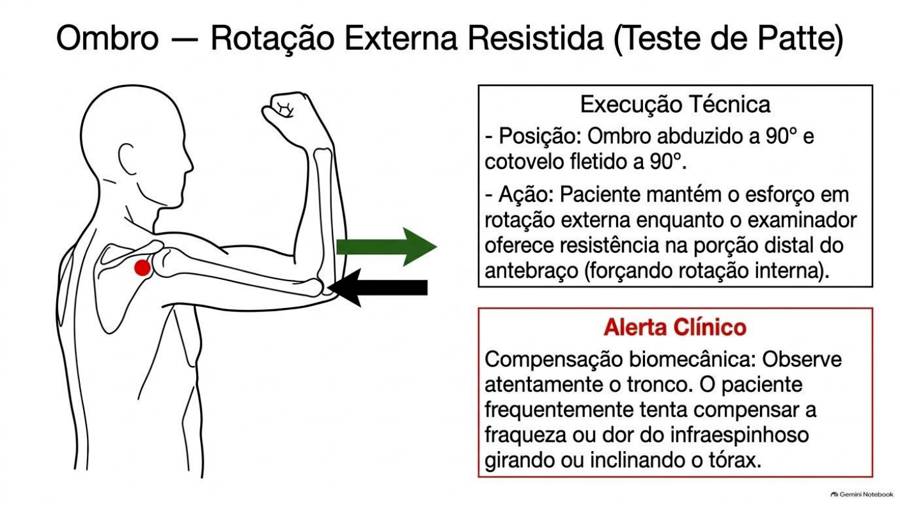 Ombro — Rotação Externa Resistida (Teste de Patte)
Execução Técnica
- Posição: Ombro abduzido a 90° e
cotovelo fletido a 90°.
- Ação: Paciente mantém o esforço em
rotação externa enquanto o examinador
oferece resistência na porção distal do
antebraço (forçando rotação interna).
Alerta Clínico
Compensação biomecânica: Observe
atentamente o tronco. O paciente
frequentemente tenta compensar a
fraqueza ou dor do infraespinhoso
girando ou inclinando o tórax.
Gemini Notebook